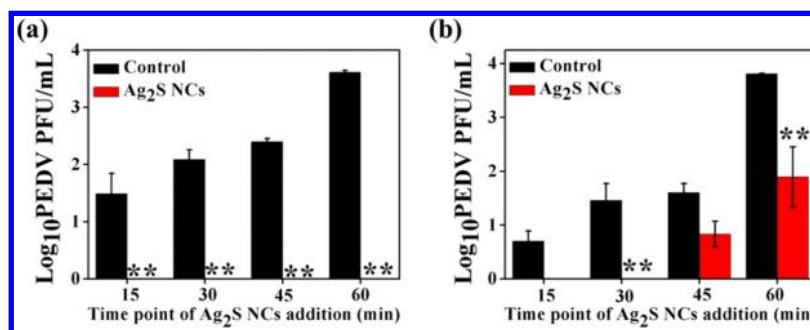 (a)
Log10PEDV PFU/mL
4
3
2
1
0
Control
Ag2S NCs
** ** ** **
15 30 45 60
Time point of Ag2S NCs addition (min)
(b)
Log10PEDV PFU/mL
4
3
2
1
0
Control
Ag2S NCs
**
**
15 30 45 60
Time point of Ag2S NCs addition (min)